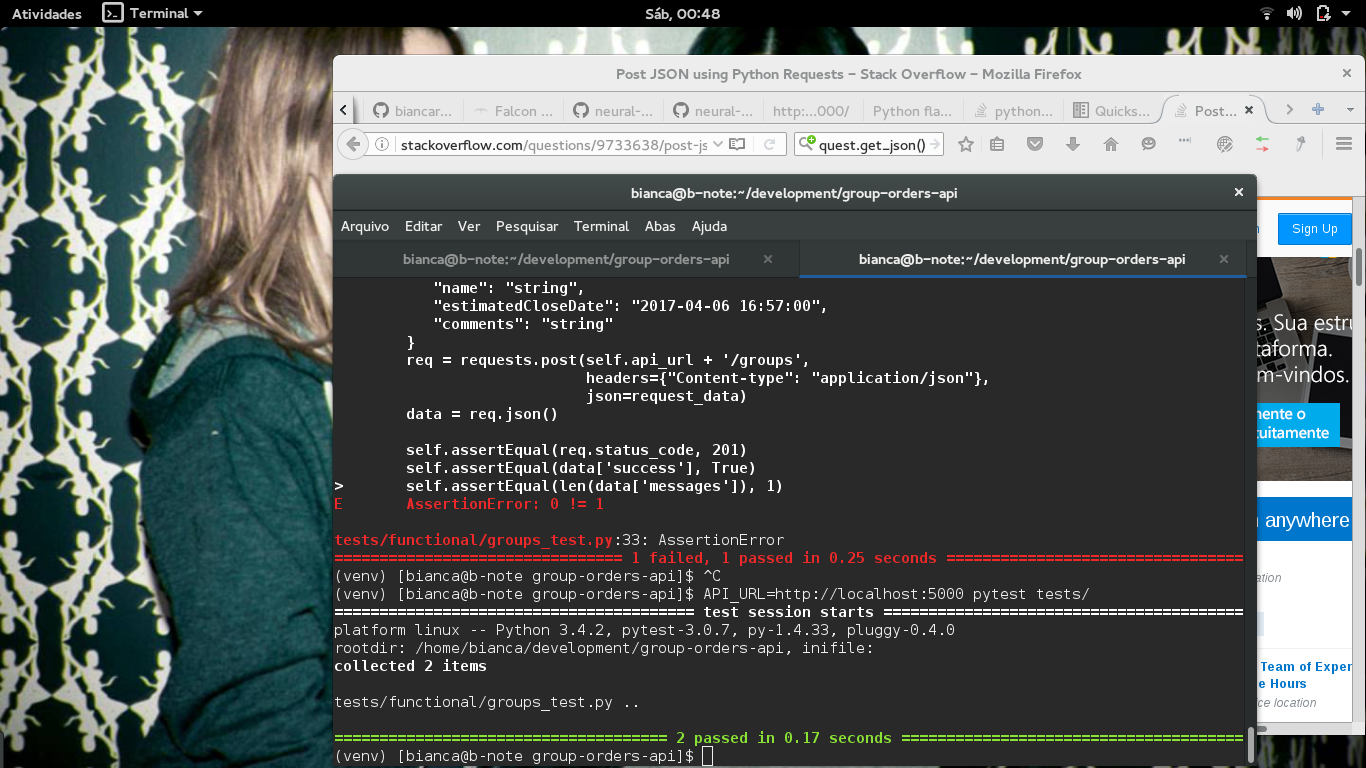 Atividades Terminal Sáb, 00:48
Post JSON using Python Requests – Stack Overflow – Mozilla Firefox
biancar... Falcon ... neural-... neural-... http:...000/ Python fla... python... Quicks... Post...
stackoverflow.com/questions/9733638/post-js quest.get_json()
bianca@b-note:~/development/group-orders-api
Arquivo Editar Ver Pesquisar Terminal Abas Ajuda
Sign Up
bianca@b-note:~/development/group-orders-api bianca@b-note:~/development/group-orders-api
"name": "string",
"estimatedCloseDate": "2017-04-06 16:57:00",
"comments": "string"
}
req = requests.post(self.api_url + '/groups',
headers={"Content-type": "application/json"},
json=request_data)
data = req.json()
self.assertEqual(req.status_code, 201)
self.assertEqual(data['success'], True)
> self.assertEqual(len(data['messages']), 1)
E AssertionError: 0 != 1
tests/functional/groups_test.py:33: AssertionError
================================ 1 failed, 1 passed in 0.25 seconds =================================
(venv) [bianca@b-note group-orders-api]$ ^C
(venv) [bianca@b-note group-orders-api]$ API_URL=http://localhost:5000 pytest tests/
======================================== test session starts ========================================
platform linux -- Python 3.4.2, pytest-3.0.7, py-1.4.33, pluggy-0.4.0
rootdir: /home/bianca/development/group-orders-api, inifile:
collected 2 items
tests/functional/groups_test.py ..
===================================== 2 passed in 0.17 seconds ======================================
(venv) [bianca@b-note group-orders-api]$
s. Sua estru
taforma.
m-vindos.
nente o
tuitamente
n anywhere
cation
Team of Exper
e Hours
ce location